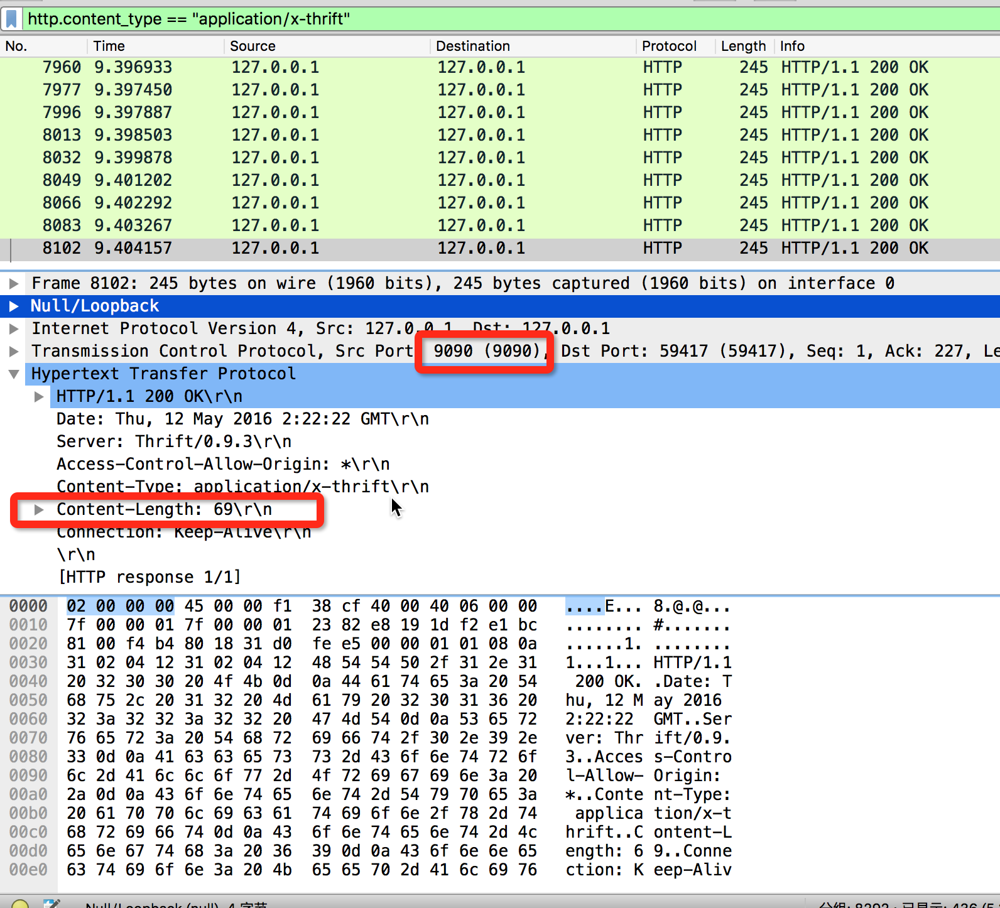 http.content_type == "application/x-thrift"
No. Time Source Destination Protocol Length Info
7960 9.396933 127.0.0.1 127.0.0.1 HTTP 245 HTTP/1.1 200 OK
7977 9.397450 127.0.0.1 127.0.0.1 HTTP 245 HTTP/1.1 200 OK
7996 9.397887 127.0.0.1 127.0.0.1 HTTP 245 HTTP/1.1 200 OK
8013 9.398503 127.0.0.1 127.0.0.1 HTTP 245 HTTP/1.1 200 OK
8032 9.399878 127.0.0.1 127.0.0.1 HTTP 245 HTTP/1.1 200 OK
8049 9.401202 127.0.0.1 127.0.0.1 HTTP 245 HTTP/1.1 200 OK
8066 9.402292 127.0.0.1 127.0.0.1 HTTP 245 HTTP/1.1 200 OK
8083 9.403267 127.0.0.1 127.0.0.1 HTTP 245 HTTP/1.1 200 OK
8102 9.404157 127.0.0.1 127.0.0.1 HTTP 245 HTTP/1.1 200 OK
Frame 8102: 245 bytes on wire (1960 bits), 245 bytes captured (1960 bits) on interface 0
Null/Loopback
Internet Protocol Version 4, Src: 127.0.0.1, Dst: 127.0.0.1
Transmission Control Protocol, Src Port 9090 (9090), Dst Port: 59417 (59417), Seq: 1, Ack: 227, Le
Hypertext Transfer Protocol
HTTP/1.1 200 OK\r\n
Date: Thu, 12 May 2016 2:22:22 GMT\r\n
Server: Thrift/0.9.3\r\n
Access-Control-Allow-Origin: *\r\n
Content-Type: application/x-thrift\r\n
Content-Length: 69\r\n
Connection: Keep-Alive\r\n
\r\n
[HTTP response 1/1]
0000 02 00 00 00 45 00 00 f1 38 cf 40 00 40 06 00 00 ....E... 8.@.@...
0010 7f 00 00 01 7f 00 00 01 23 82 e8 19 1d f2 e1 bc ........ #.......
0020 81 00 f4 b4 80 18 31 d0 fe e5 00 00 01 01 08 0a ......1. ........
0030 31 02 04 12 31 02 04 12 48 54 54 50 2f 31 2e 31 1...1... HTTP/1.1
0040 20 32 30 30 20 4f 4b 0d 0a 44 61 74 65 3a 20 54 200 OK. .Date: T
0050 68 75 2c 20 31 32 20 4d 61 79 20 32 30 31 36 20 hu, 12 M ay 2016
0060 32 3a 32 32 3a 32 32 20 47 4d 54 0d 0a 53 65 72 2:22:22 GMT..Ser
0070 76 65 72 3a 20 54 68 72 69 66 74 2f 30 2e 39 2e ver: Thr ift/0.9.
0080 33 0d 0a 41 63 63 65 73 73 2d 43 6f 6e 74 72 6f 3..Acces s-Contro
0090 6c 2d 41 6c 6c 6f 77 2d 4f 72 69 67 69 6e 3a 20 l-Allow- Origin:
00a0 2a 0d 0a 43 6f 6e 74 65 6e 74 2d 54 79 70 65 3a *..Conte nt-Type:
00b0 20 61 70 70 6c 69 63 61 74 69 6f 6e 2f 78 2d 74 applica tion/x-t
00c0 68 72 69 66 74 0d 0a 43 6f 6e 74 65 6e 74 2d 4c hrift..C ontent-L
00d0 65 6e 67 74 68 3a 20 36 39 0d 0a 43 6f 6e 6e 65 ength: 6 9..Conne
00e0 63 74 69 6f 6e 3a 20 4b 65 65 70 2d 41 6c 69 76 ction: K eep-Aliv
Null/Loopback (null), 4 字节 分组: 8292 · 已显示: 436 (5.